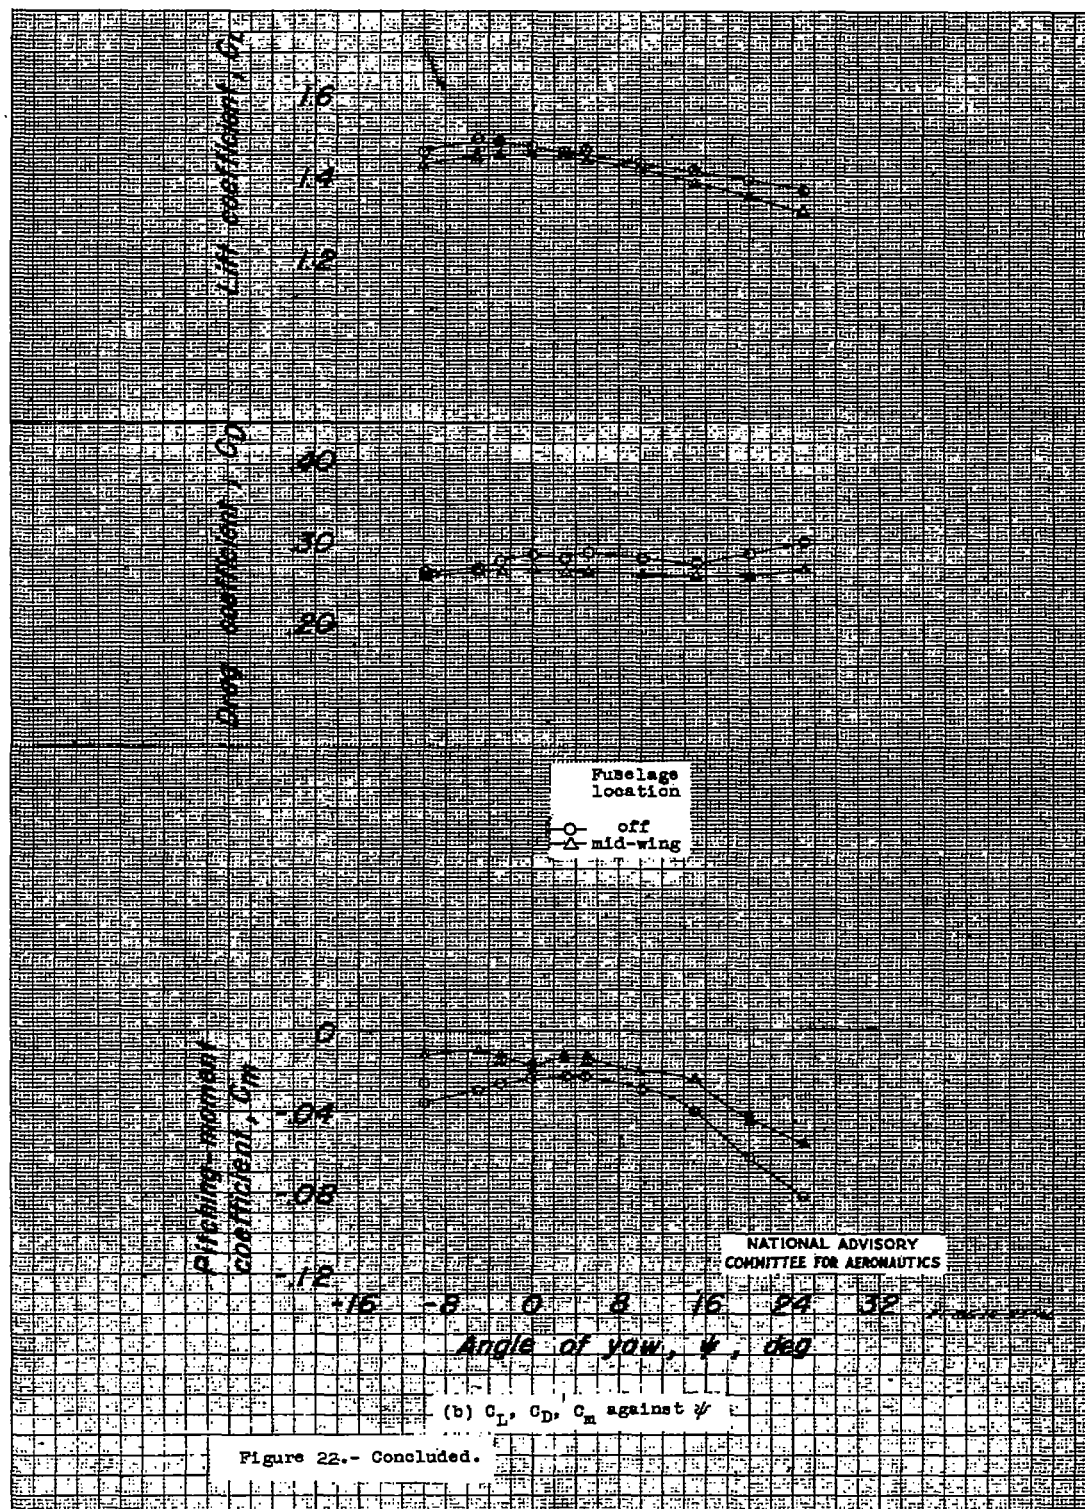 Lift coefficient, CL
1.6
1.4
1.2
Drag coefficient, CD
.40
.30
.20
Fuselage
location
off
mid-wing
Pitching-moment
coefficient, Cm
0
-.04
-.08
-.12
NATIONAL ADVISORY
COMMITTEE FOR AERONAUTICS
-16 -8 0 8 16 24 32
Angle of yaw, ψ, deg
(b) CL, CD, Cm against ψ
Figure 22.- Concluded.